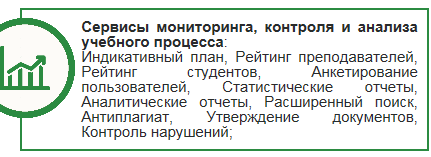 Сервисы мониторинга, контроля и анализа
учебного процесса:
Индикативный план, Рейтинг преподавателей,
Рейтинг студентов, Анкетирование
пользователей, Статистические отчеты,
Аналитические отчеты, Расширенный поиск,
Антиплагиат, Утверждение документов,
Контроль нарушений;